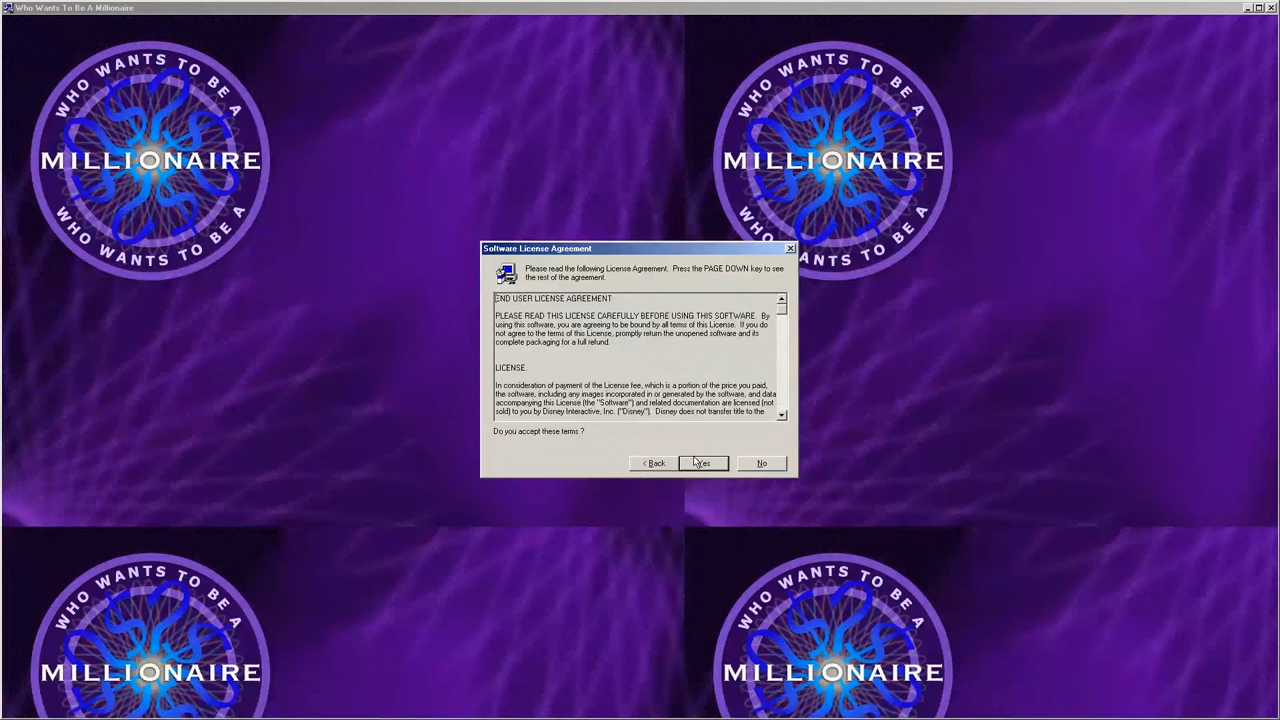 Who Wants To Be A Millionaire
WHO WANTS TO BE A
MILLIONAIRE
WHO WANTS TO BE A
WHO WANTS TO BE A
MILLIONAIRE
WHO WANTS TO BE A
Software License Agreement
Please read the following License Agreement. Press the PAGE DOWN key to see
the rest of the agreement.
END USER LICENSE AGREEMENT
PLEASE READ THIS LICENSE CAREFULLY BEFORE USING THIS SOFTWARE. By
using this software, you are agreeing to be bound by all terms of this License. If you do
not agree to the terms of this License, promptly return the unopened software and its
complete packaging for a full refund.
LICENSE.
In consideration of payment of the License fee, which is a portion of the price you paid,
the software, including any images incorporated in or generated by the software, and data
accompanying this License (the "Software") and related documentation are licensed (not
sold) to you by Disney Interactive, Inc. ("Disney"). Disney does not transfer title to the
Do you accept these terms ?
< Back
Yes
No
WHO WANTS TO BE A
MILLIONAIRE
WHO WANTS TO BE A
MILLIONAIRE